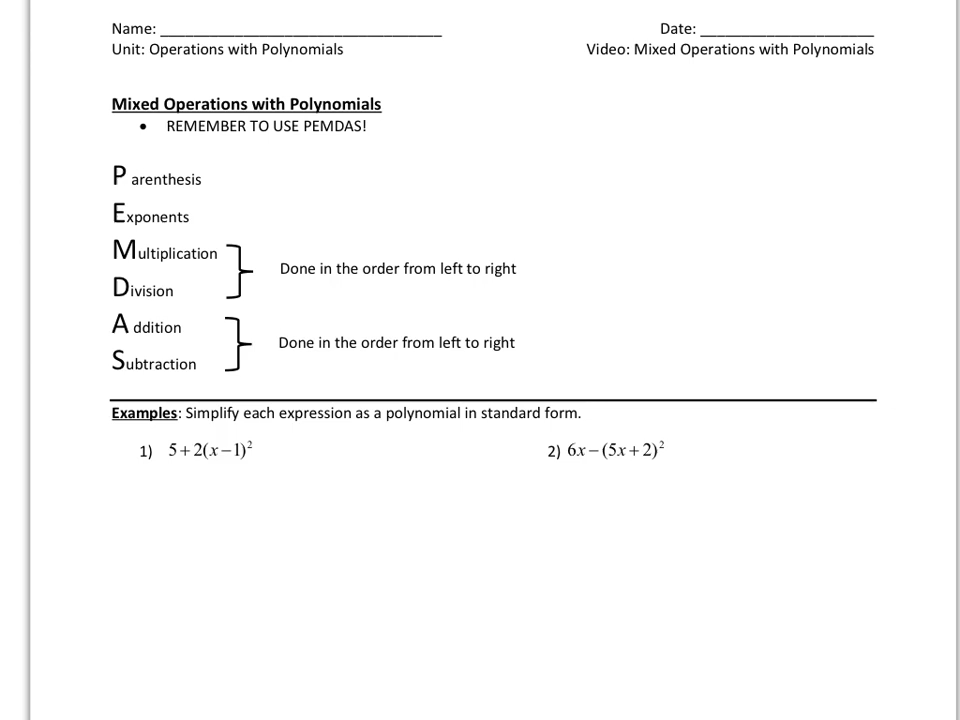 Name: __________________________________ Date: _____________________
Unit: Operations with Polynomials Video: Mixed Operations with Polynomials
Mixed Operations with Polynomials
• REMEMBER TO USE PEMDAS!
P arenthesis
Exponents
Multiplication
Done in the order from left to right
Division
A ddition
Done in the order from left to right
Subtraction
Examples: Simplify each expression as a polynomial in standard form.
1) 5+2(x−1)² 2) 6x−(5x+2)²